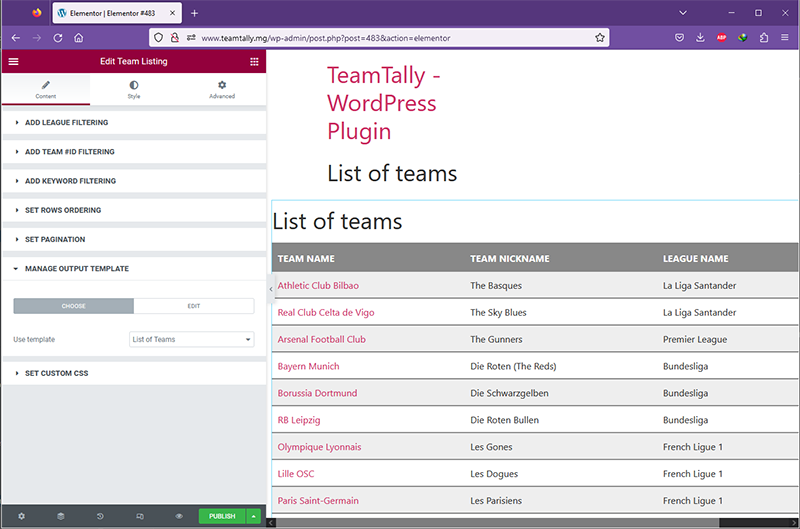 Elementor | Elementor #483
www.teamtally.mg/wp-admin/post.php?post=483&action=elementor
ABP
Edit Team Listing
Content Style Advanced
ADD LEAGUE FILTERING
ADD TEAM #ID FILTERING
ADD KEYWORD FILTERING
SET ROWS ORDERING
SET PAGINATION
MANAGE OUTPUT TEMPLATE
CHOOSE EDIT
Use template List of Teams
SET CUSTOM CSS
PUBLISH
TeamTally -
WordPress
Plugin
List of teams
List of teams
TEAM NAME TEAM NICKNAME LEAGUE NAME
Athletic Club Bilbao The Basques La Liga Santander
Real Club Celta de Vigo The Sky Blues La Liga Santander
Arsenal Football Club The Gunners Premier League
Bayern Munich Die Roten (The Reds) Bundesliga
Borussia Dortmund Die Schwarzgelben Bundesliga
RB Leipzig Die Roten Bullen Bundesliga
Olympique Lyonnais Les Gones French Ligue 1
Lille OSC Les Dogues French Ligue 1
Paris Saint-Germain Les Parisiens French Ligue 1